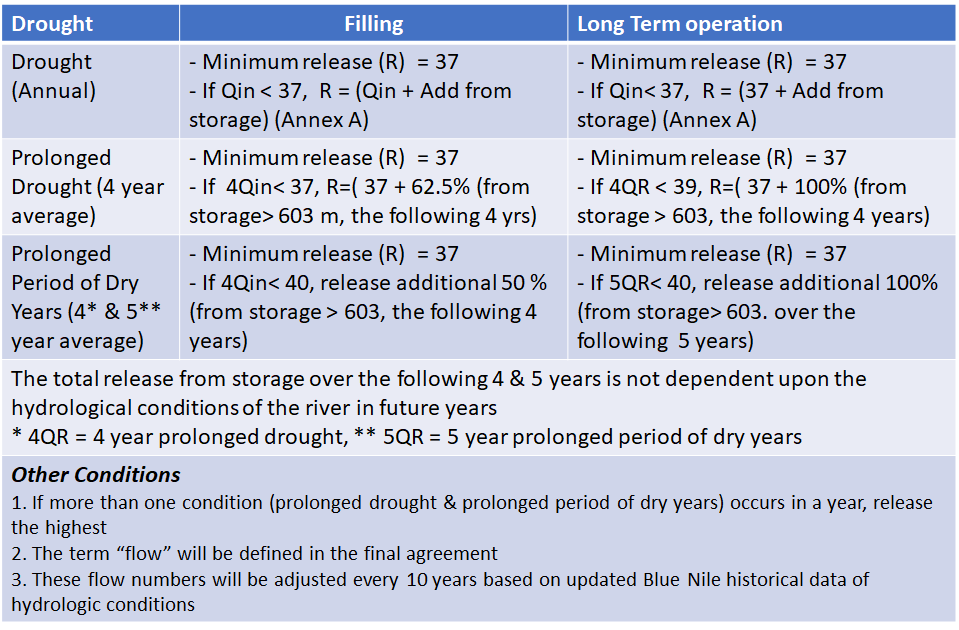 Drought
Filling
Long Term operation
Drought
(Annual)
- Minimum release (R) = 37
- If Qin < 37, R = (Qin + Add from
storage) (Annex A)
- Minimum release (R) = 37
- If Qin< 37, R = (37 + Add from
storage) (Annex A)
Prolonged
Drought (4 year
average)
- Minimum release (R) = 37
- If 4Qin< 37, R=( 37 + 62.5% (from
storage> 603 m, the following 4 yrs)
- Minimum release (R) = 37
- If 4QR < 39, R=( 37 + 100% (from
storage > 603, the following 4 years)
Prolonged
Period of Dry
Years (4* & 5**
year average)
- Minimum release (R) = 37
- If 4Qin< 40, release additional 50 %
(from storage > 603, the following 4
years)
- Minimum release (R) = 37
- If 5QR< 40, release additional 100%
(from storage> 603. over the
following 5 years)
The total release from storage over the following 4 & 5 years is not dependent upon the
hydrological conditions of the river in future years
* 4QR = 4 year prolonged drought, ** 5QR = 5 year prolonged period of dry years
Other Conditions
1. If more than one condition (prolonged drought & prolonged period of dry years) occurs in a year, release
the highest
2. The term “flow” will be defined in the final agreement
3. These flow numbers will be adjusted every 10 years based on updated Blue Nile historical data of
hydrologic conditions